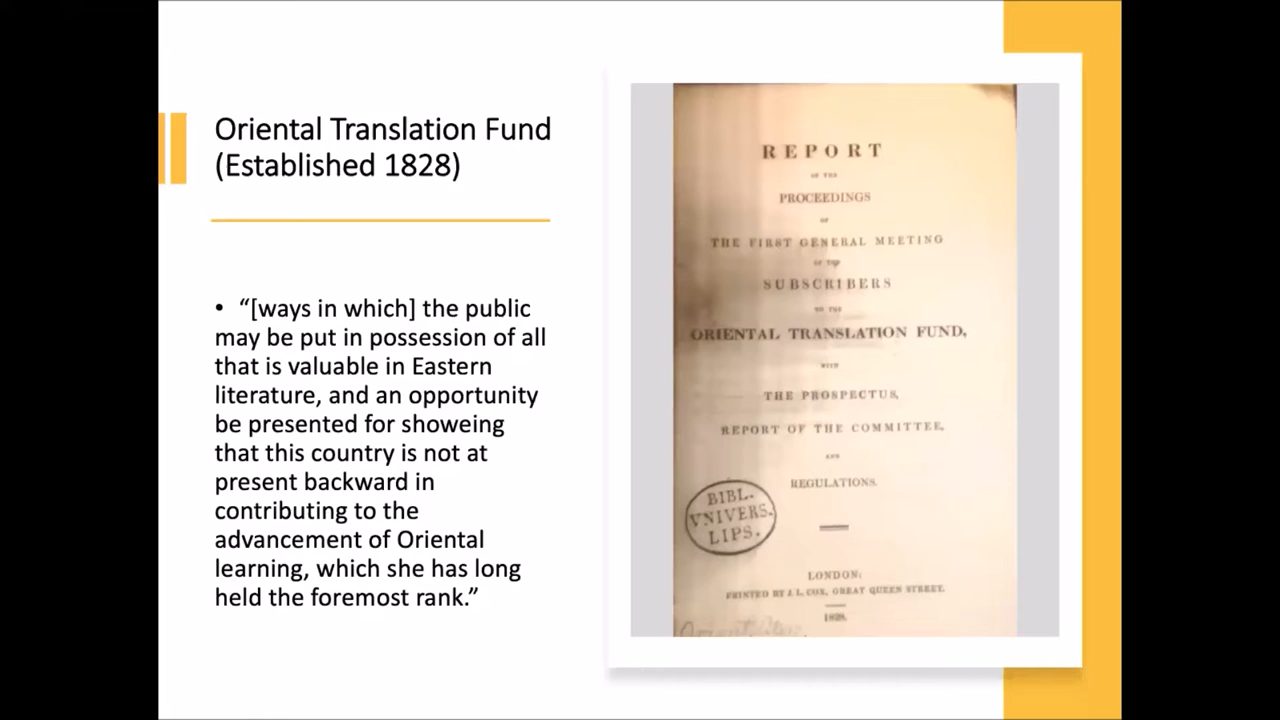 Oriental Translation Fund
(Established 1828)
• “[ways in which] the public
may be put in possession of all
that is valuable in Eastern
literature, and an opportunity
be presented for showeing
that this country is not at
present backward in
contributing to the
advancement of Oriental
learning, which she has long
held the foremost rank.”
REPORT
OF THE
PROCEEDINGS
OF
THE FIRST GENERAL MEETING
OF THE
SUBSCRIBERS
TO THE
ORIENTAL TRANSLATION FUND,
WITH
THE PROSPECTUS,
REPORT OF THE COMMITTEE,
AND
REGULATIONS.
BIBL.
VNIVERS.
LIPS.
LONDON:
PRINTED BY J. L. COX, GREAT QUEEN STREET.
1828.